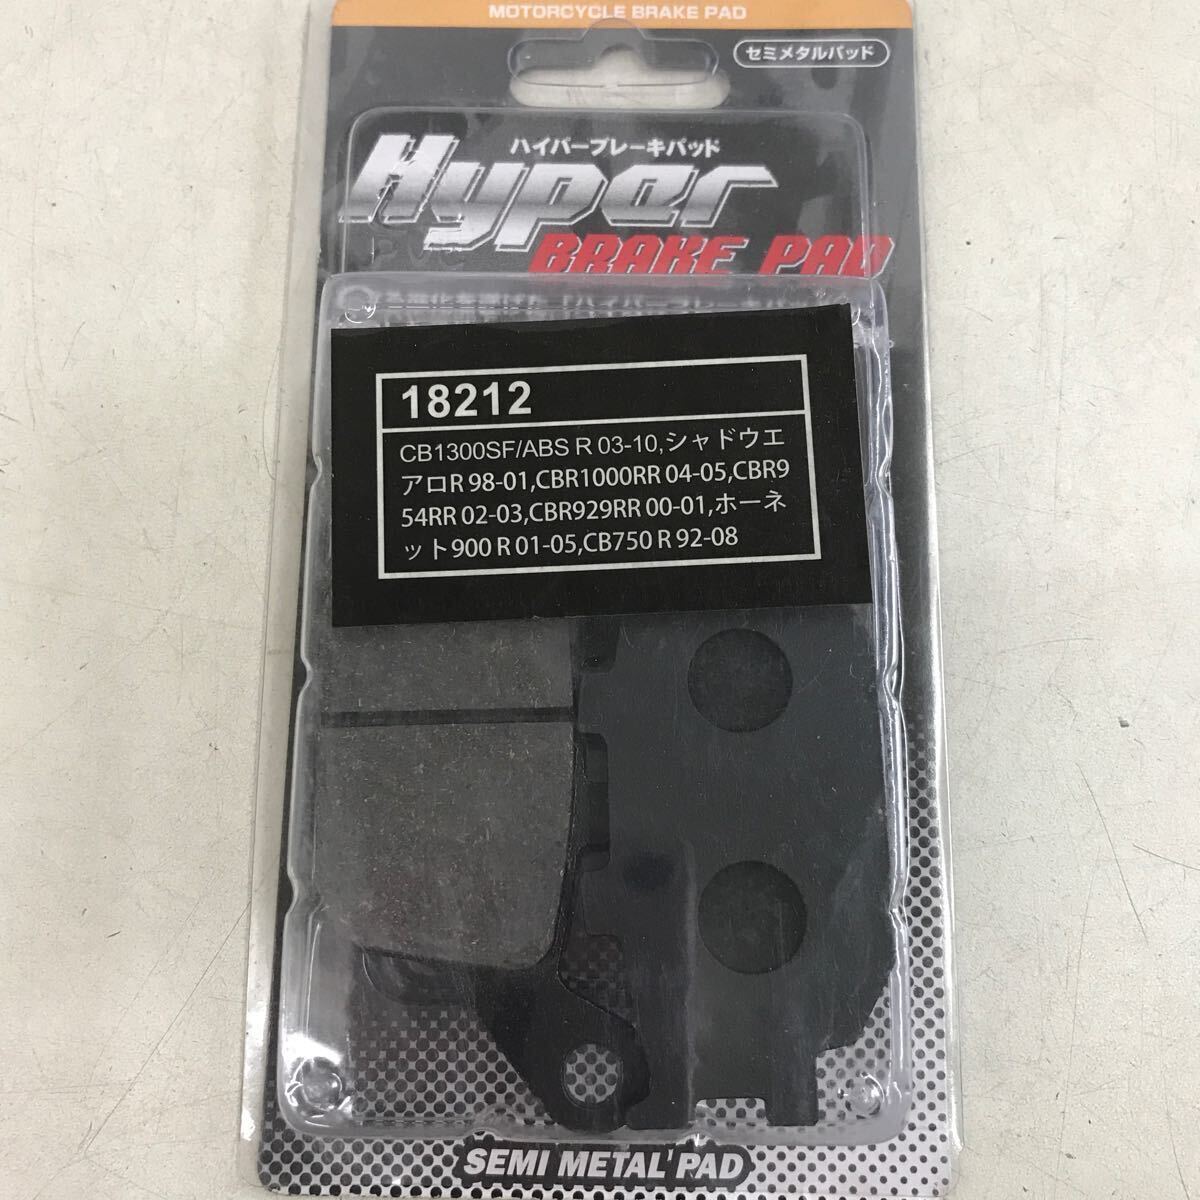 MOTORCYCLE BRAKE PAD
セミメタルパッド
ハイパーブレーキパッド
Hyper
BRAKE PAD
18212
CB1300SF/ABS R 03-10,シャドウエ
アロR 98-01,CBR1000RR 04-05,CBR9
54RR 02-03,CBR929RR 00-01,ホーネ
ット900 R 01-05,CB750 R 92-08
SEMI METAL PAD